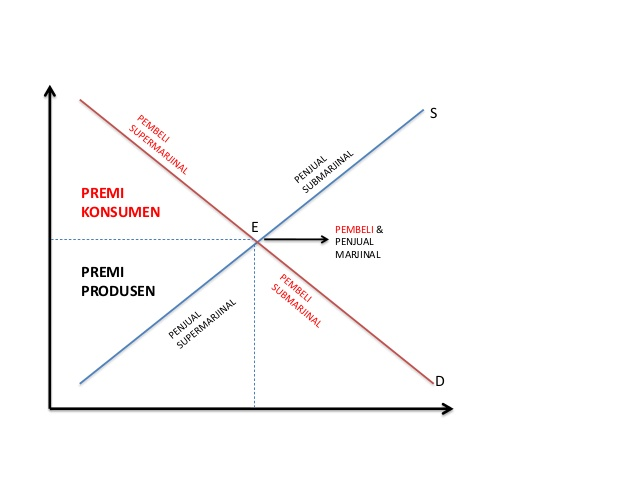 S
PEMBELI
SUPERMARJINAL
PENJUAL
SUBMARJINAL
PREMI
KONSUMEN
E
PEMBELI &
PENJUAL
MARJINAL
PREMI
PRODUSEN
PEMBELI
SUBMARJINAL
PENJUAL
SUPERMARJINAL
D